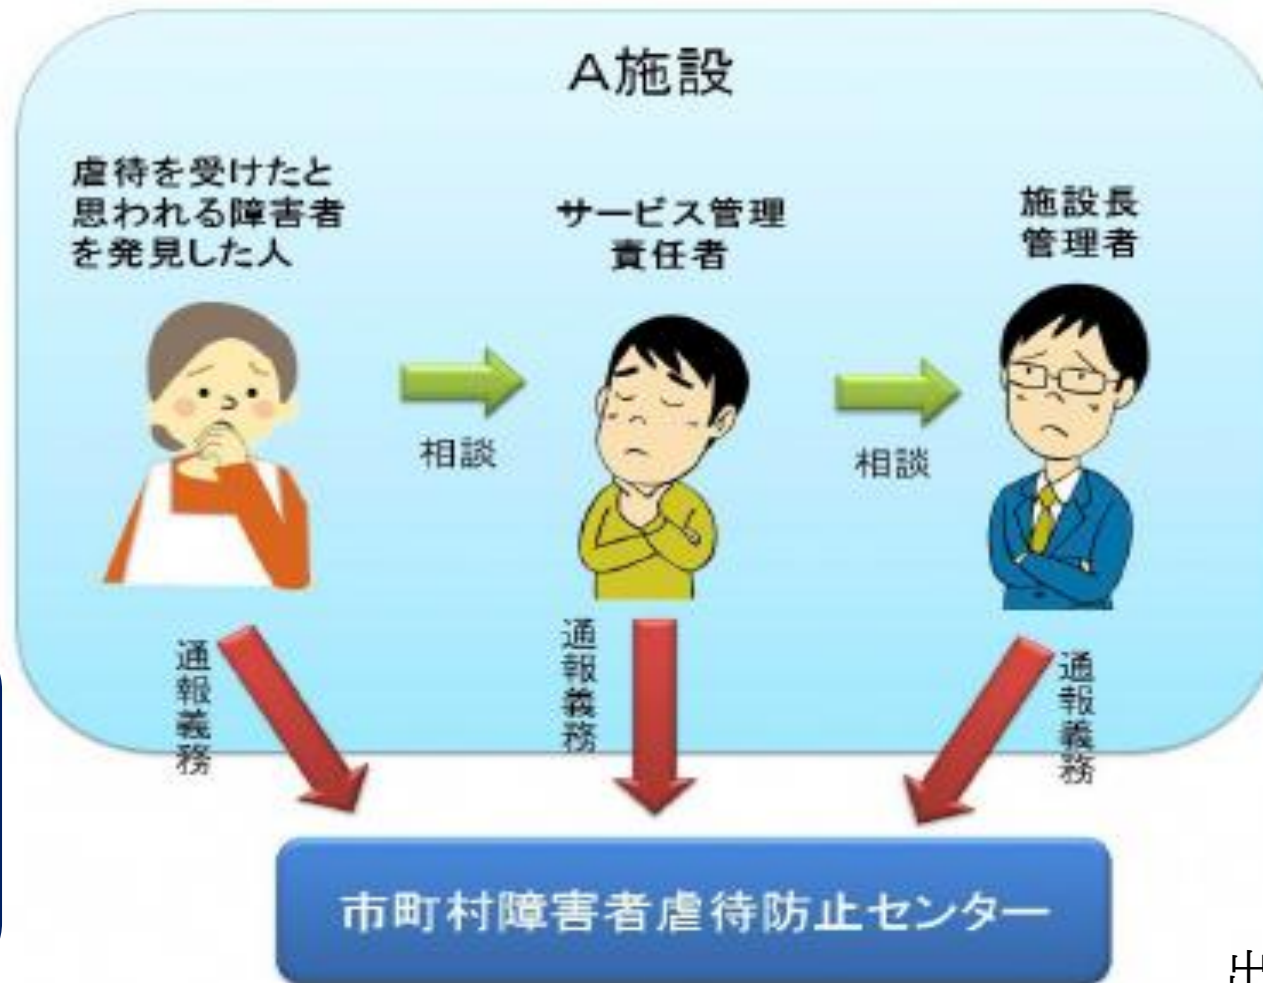 A施設
虐待を受けたと
思われる障害者
を発見した人
サービス管理
責任者
施設長
管理者
相談
相談
通報義務
通報義務
通報義務
市町村障害者虐待防止センター
出